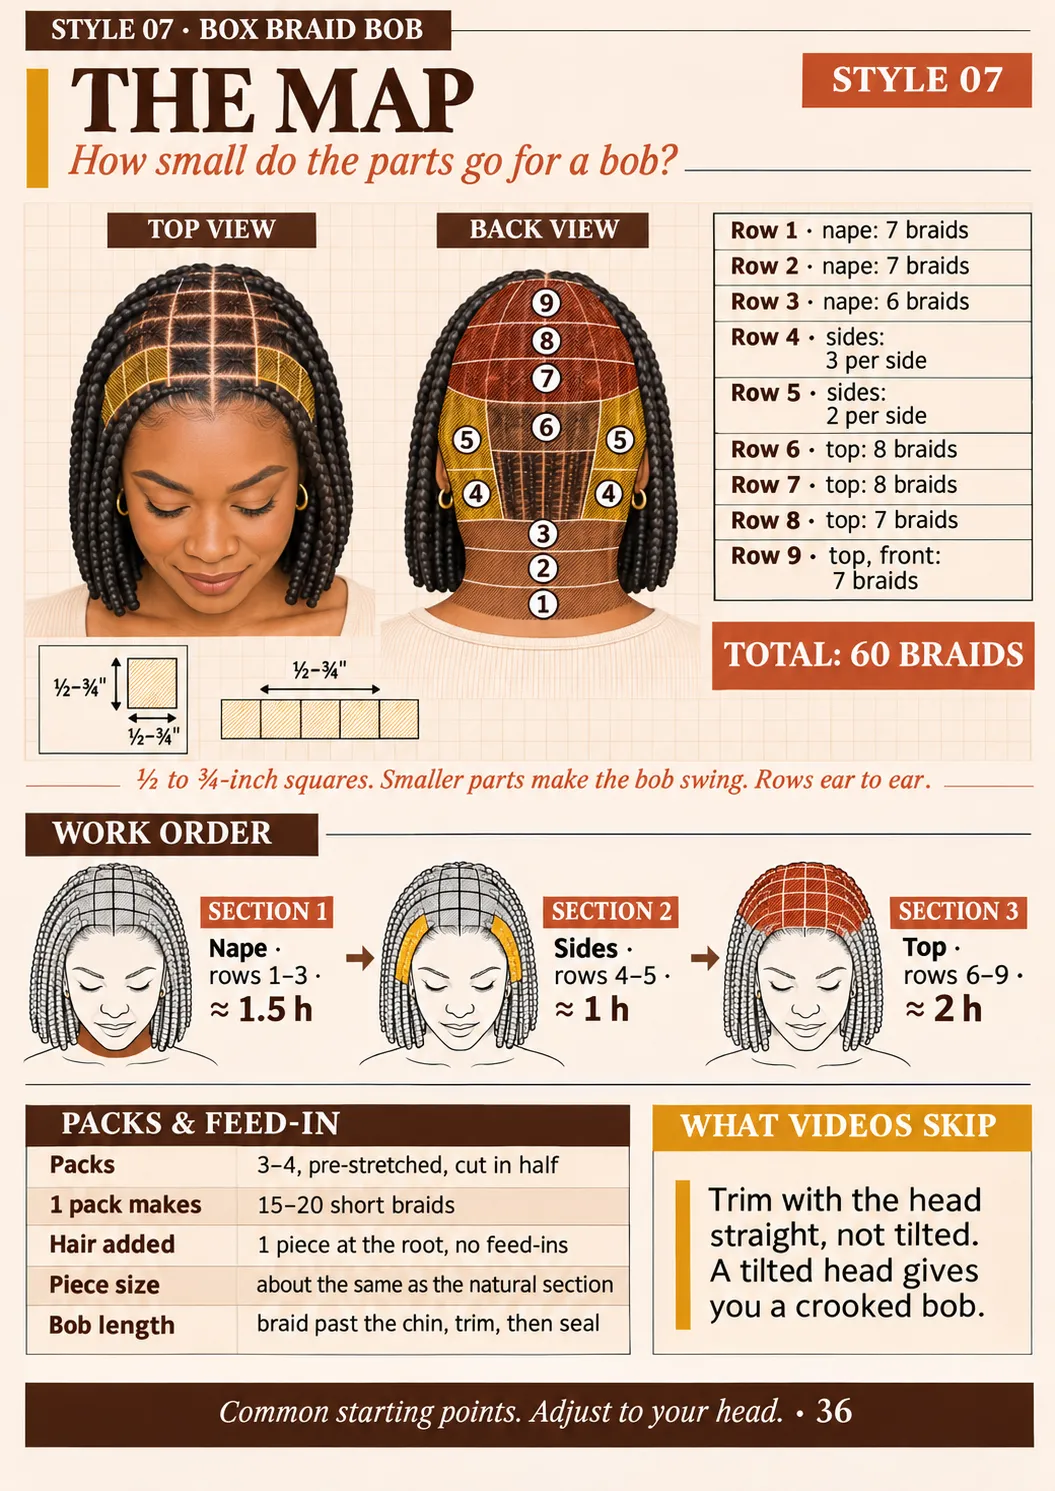 STYLE 07 · BOX BRAID BOB
THE MAP
STYLE 07
How small do the parts go for a bob?
TOP VIEW
BACK VIEW
9
8
7
6
5
5
4
4
3
2
1
Row 1 · nape: 7 braids
Row 2 · nape: 7 braids
Row 3 · nape: 6 braids
Row 4 · sides:
3 per side
Row 5 · sides:
2 per side
Row 6 · top: 8 braids
Row 7 · top: 8 braids
Row 8 · top: 7 braids
Row 9 · top, front:
7 braids
TOTAL: 60 BRAIDS
½–¾"
½–¾"
½–¾"
½ to ¾-inch squares. Smaller parts make the bob swing. Rows ear to ear.
WORK ORDER
SECTION 1
Nape ·
rows 1–3 ·
≈ 1.5 h
SECTION 2
Sides ·
rows 4–5 ·
≈ 1 h
SECTION 3
Top ·
rows 6–9 ·
≈ 2 h
PACKS & FEED-IN
Packs 3–4, pre-stretched, cut in half
1 pack makes 15–20 short braids
Hair added 1 piece at the root, no feed-ins
Piece size about the same as the natural section
Bob length braid past the chin, trim, then seal
WHAT VIDEOS SKIP
Trim with the head
straight, not tilted.
A tilted head gives
you a crooked bob.
Common starting points. Adjust to your head. · 36